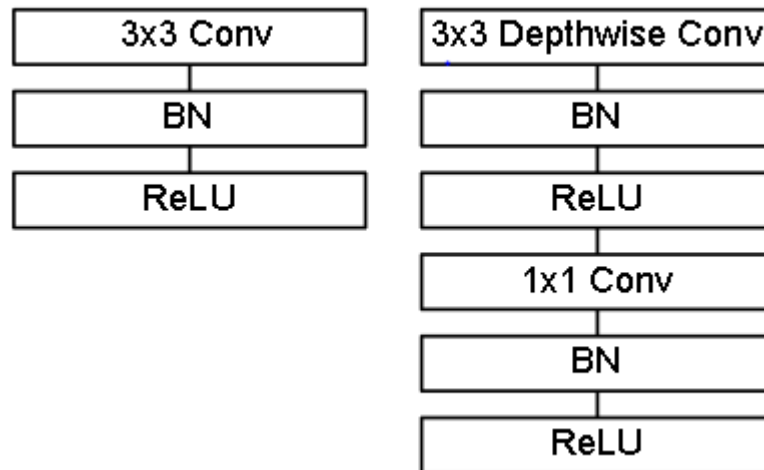 3x3 Conv
BN
ReLU
3x3 Depthwise Conv
BN
ReLU
1x1 Conv
BN
ReLU